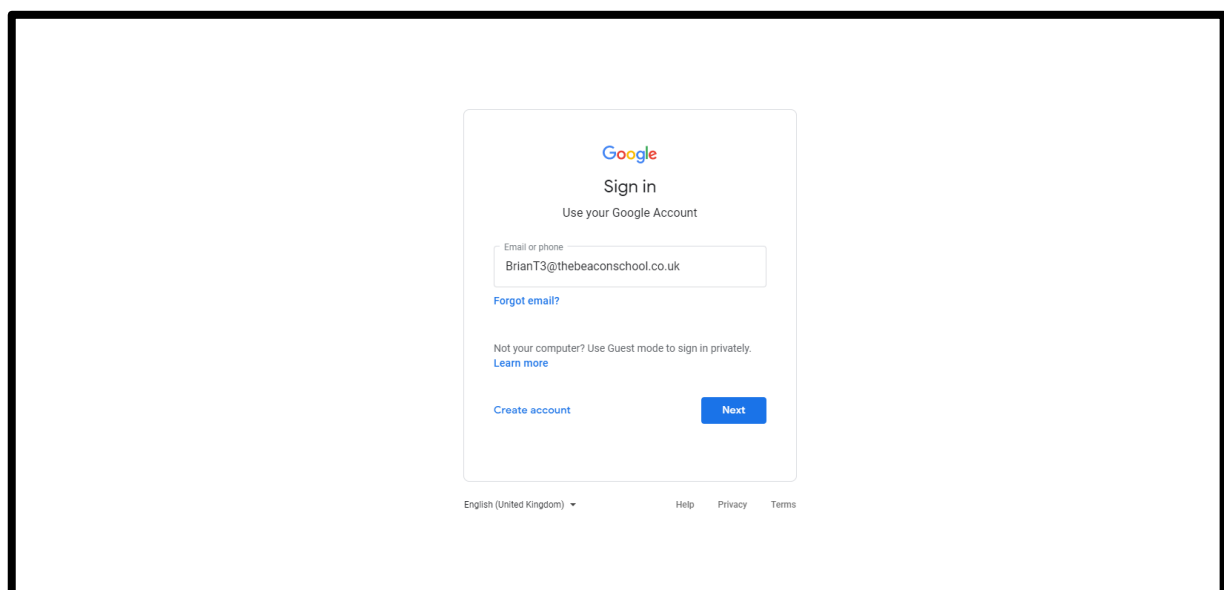 Google
Sign in
Use your Google Account
Email or phone
BrianT3@thebeaconschool.co.uk
Forgot email?
Not your computer? Use Guest mode to sign in privately.
Learn more
Create account
Next
English (United Kingdom)
Help Privacy Terms